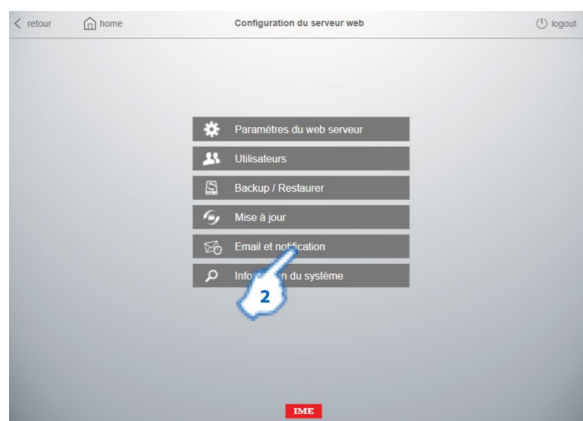 retour home Configuration du serveur web logout
Paramétres du web serveur
Utilisateurs
Backup / Restaurer
Mise à jour
Email et notification
du système
2
IME